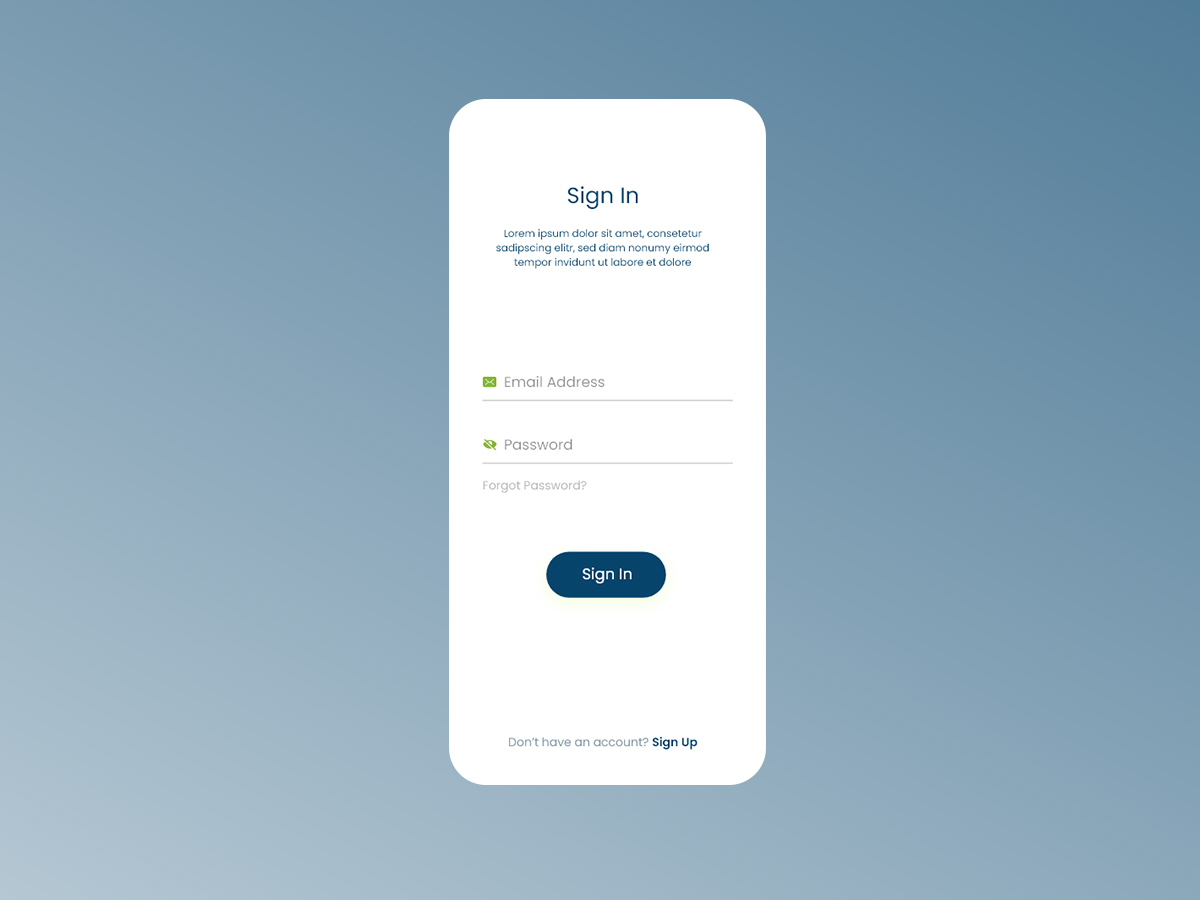 Sign In
Lorem ipsum dolor sit amet, consetetur
sadipscing elitr, sed diam nonumy eirmod
tempor invidunt ut labore et dolore
Email Address
Password
Forgot Password?
Sign In
Don't have an account? Sign Up